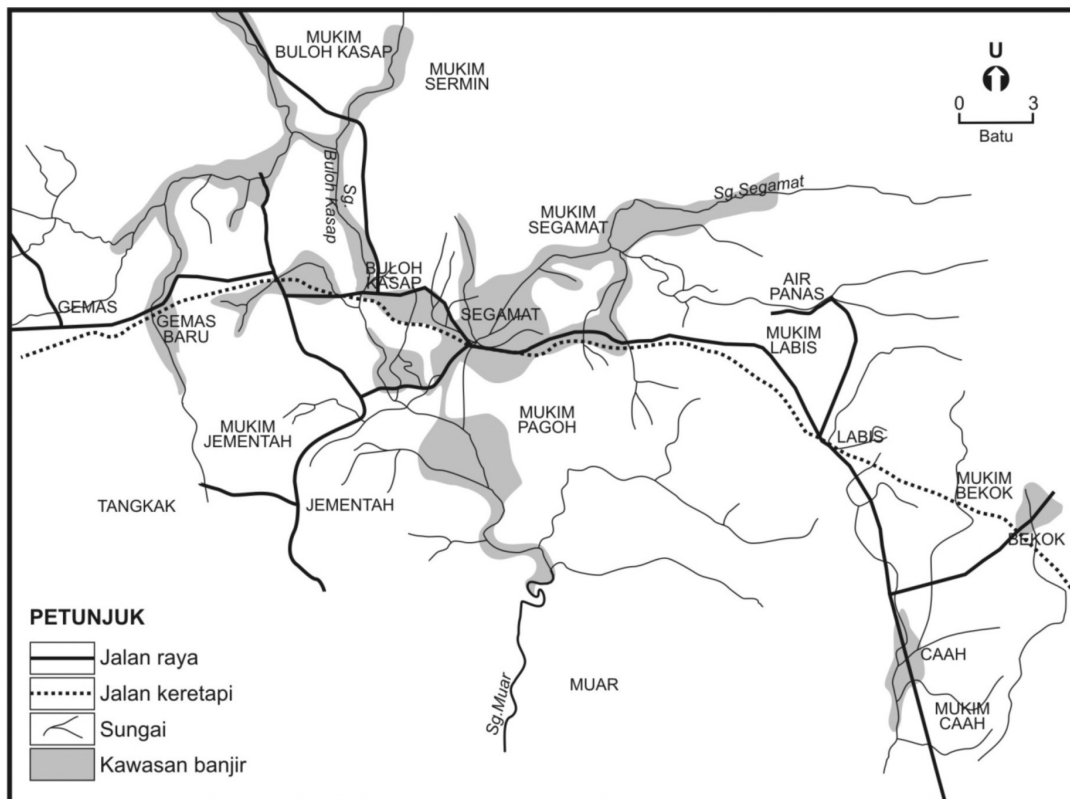 MUKIM
BULOH KASAP
MUKIM
SERMIN
U
0 3
Batu
Sg.
Buloh Kasap
Sg.Segamat
MUKIM
SEGAMAT
BULOH
KASAP
AIR
PANAS
GEMAS
GEMAS
BARU
SEGAMAT
MUKIM
LABIS
MUKIM
JEMENTAH
MUKIM
PAGOH
LABIS
TANGKAK
JEMENTAH
MUKIM
BEKOK
BEKOK
PETUNJUK
Jalan raya
Jalan keretapi
Sungai
Kawasan banjir
Sg.Muar
MUAR
CAAH
MUKIM
CAAH